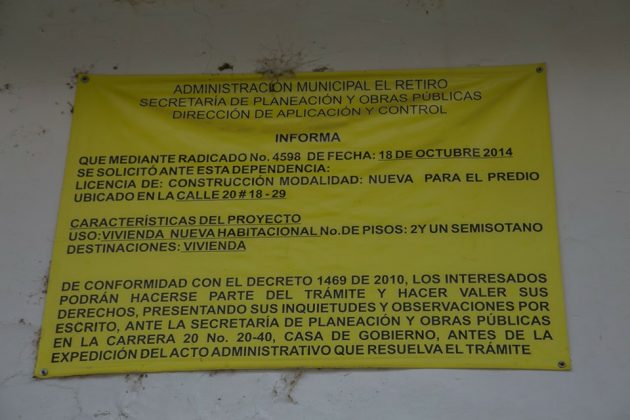 ADMINISTRACIÓN MUNICIPAL EL RETIRO
SECRETARÍA DE PLANEACIÓN Y OBRAS PÚBLICAS
DIRECCIÓN DE APLICACIÓN Y CONTROL
INFORMA
QUE MEDIANTE RADICADO No. 4598 DE FECHA: 18 DE OCTUBRE 2014
SE SOLICITÓ ANTE ESTA DEPENDENCIA:
LICENCIA DE: CONSTRUCCIÓN MODALIDAD: NUEVA PARA EL PREDIO
UBICADO EN LA CALLE 20 # 18 - 29
CARACTERÍSTICAS DEL PROYECTO
USO: VIVIENDA NUEVA HABITACIONAL No. DE PISOS: 2 Y UN SEMISOTANO
DESTINACIONES: VIVIENDA
DE CONFORMIDAD CON EL DECRETO 1469 DE 2010, LOS INTERESADOS
PODRÁN HACERSE PARTE DEL TRÁMITE Y HACER VALER SUS
DERECHOS, PRESENTANDO SUS INQUIETUDES Y OBSERVACIONES POR
ESCRITO, ANTE LA SECRETARÍA DE PLANEACIÓN Y OBRAS PÚBLICAS
EN LA CARRERA 20 No. 20-40, CASA DE GOBIERNO, ANTES DE LA
EXPEDICIÓN DEL ACTO ADMINISTRATIVO QUE RESUELVA EL TRÁMITE